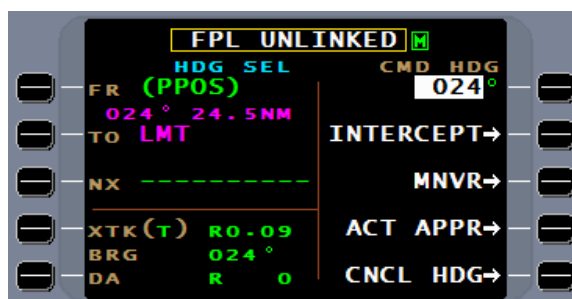 FPL UNLINKED M
HDG SEL CMD HDG
FR (PPOS) 024°
024° 24.5NM
TO LMT INTERCEPT→
NX ---------- MNVR→
XTK(T) R0.09 ACT APPR→
BRG 024°
DA R 0 CNCL HDG→